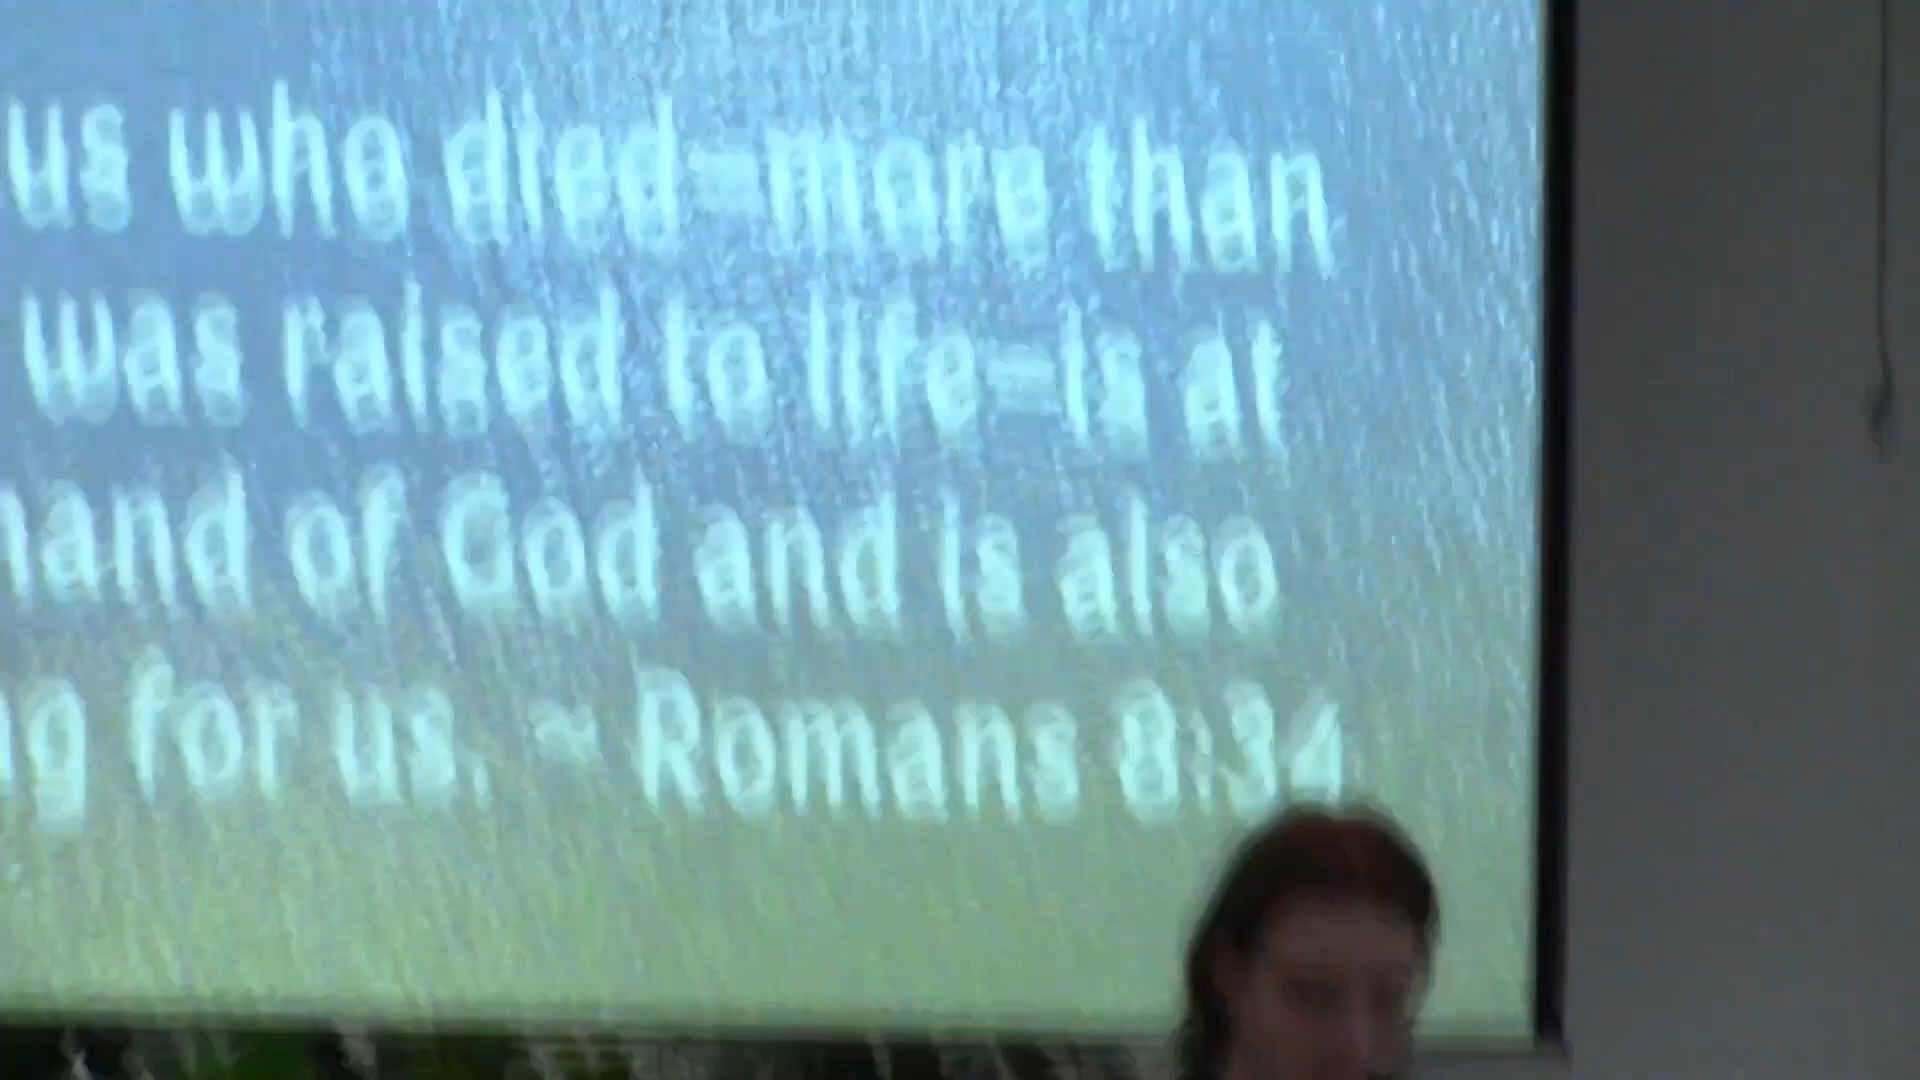 us who died—more than
was raised to life—is at
hand of God and is also
ng for us. ~ Romans 8:34